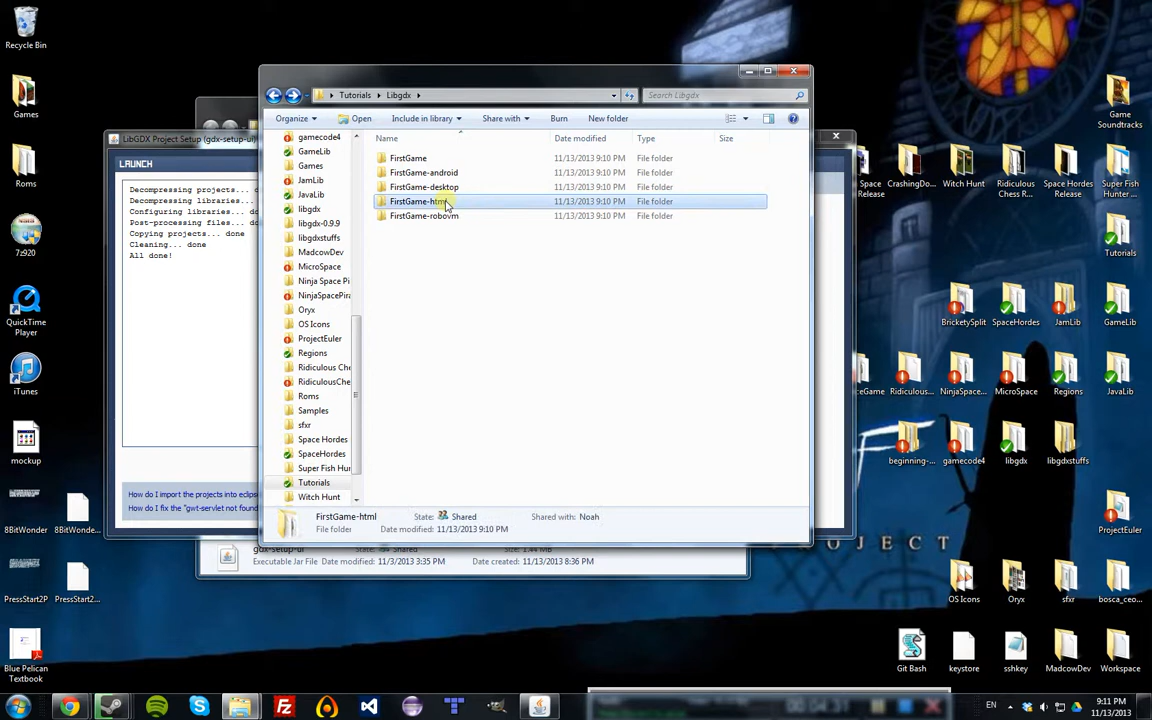 Recycle Bin
Games
Roms
7z920
QuickTime Player
iTunes
mockup
8BitWonder
8BitWonde...
PressStart2P
PressStart2...
Blue Pelican Textbook
LibGDX Project Setup (gdx-setup-ui)
LAUNCH
Decompressing projects... done
Decompressing libraries...
Configuring libraries...
Post-processing files...
Copying projects... done
Cleaning... done
All done!
How do I import the projects into eclips
How do I fix the "gwt-servlet not found
Tutorials
Libgdx
Search Libgdx
Organize
Open
Include in library
Share with
Burn
New folder
Name
Date modified
Type
Size
gamecode4
GameLib
Games
JamLib
JavaLib
libgdx
libgdx-0.9.9
libgdxstuffs
MadcowDev
MicroSpace
Ninja Space Pi
NinjaSpacePira
Oryx
OS Icons
ProjectEuler
Regions
Ridiculous Che
RidiculousChe
Roms
Samples
sfxr
Space Hordes
SpaceHordes
Super Fish Hur
Tutorials
Witch Hunt
FirstGame 11/13/2013 9:10 PM File folder
FirstGame-android 11/13/2013 9:10 PM File folder
FirstGame-desktop 11/13/2013 9:10 PM File folder
FirstGame-html 11/13/2013 9:10 PM File folder
FirstGame-robovm 11/13/2013 9:10 PM File folder
FirstGame-html State: Shared Shared with: Noah
File folder Date modified: 11/13/2013 9:10 PM
gdx-setup-ui
Executable Jar File Date modified: 11/3/2013 3:35 PM Date created: 11/13/2013 8:36 PM
Game Soundtracks
Space Release
CrashingDo...
Witch Hunt
Ridiculous Chess R...
Space Hordes Release
Super Fish Hunter ...
Tutorials
BricketySplit
SpaceHordes
JamLib
GameLib
Ridiculous...
NinjaSpace...
MicroSpace
Regions
JavaLib
beginning-...
gamecode4
libgdx
libgdxstuffs
ProjectEuler
PROJECT
OS Icons
Oryx
sfxr
bosca_ceo...
Git Bash
keystore
sshkey
MadcowDev
Workspace
00:04:31
EN
9:11 PM
11/13/2013